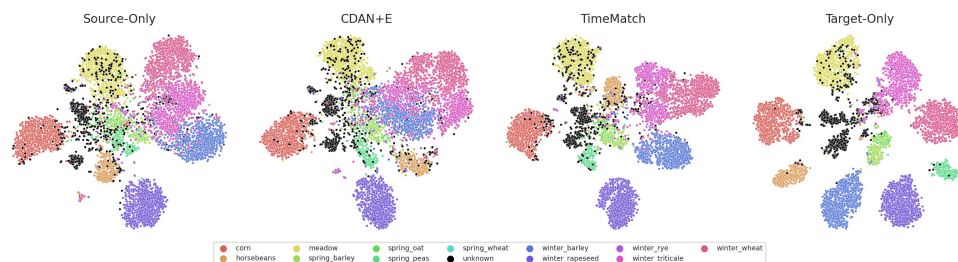 Source-Only CDAN+E TimeMatch Target-Only
corn meadow spring_oat spring_wheat winter_barley winter_rye winter_wheat
horsebeans spring_barley spring_peas unknown winter_rapeseed winter_triticale